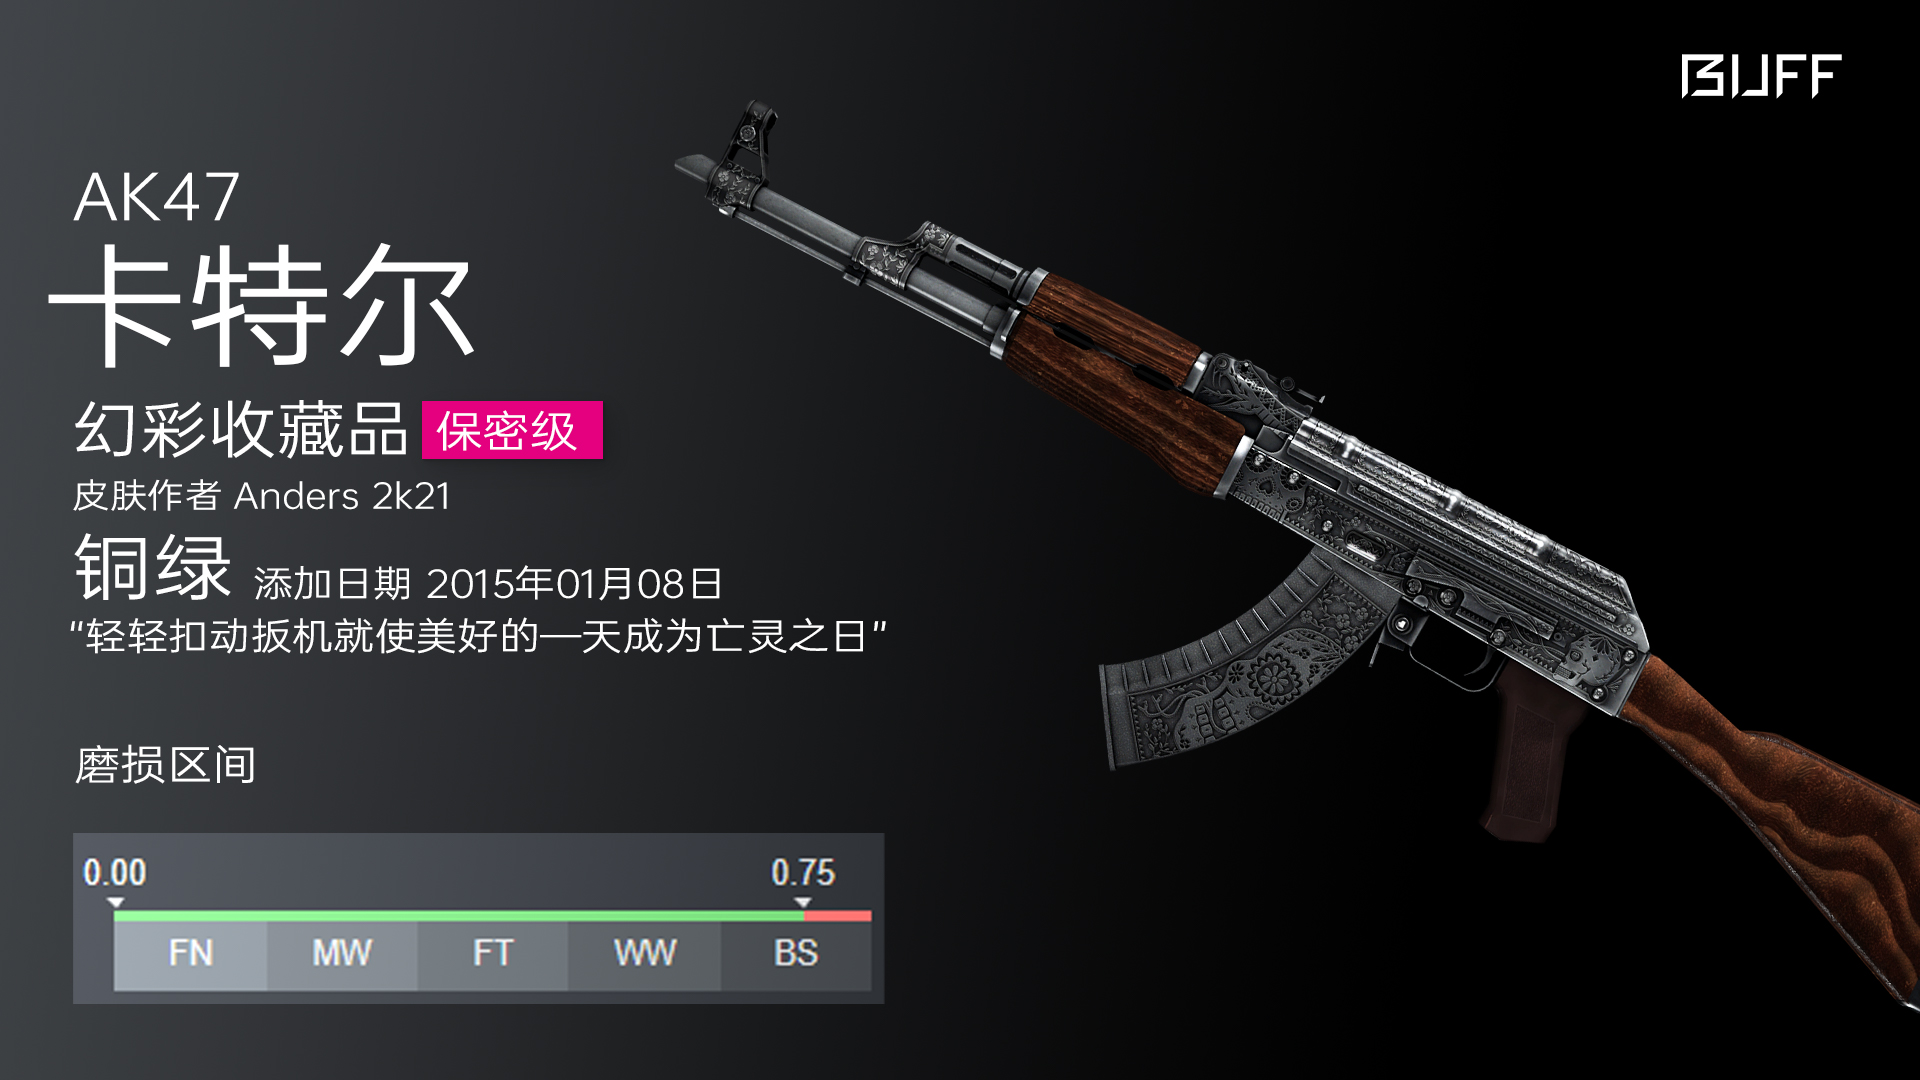 BUFF
AK47
卡特尔
幻彩收藏品 保密级
皮肤作者 Anders 2k21
铜绿 添加日期 2015年01月08日
“轻轻扣动扳机就使美好的一天成为亡灵之日”
磨损区间
0.00 0.75
FN MW FT WW BS